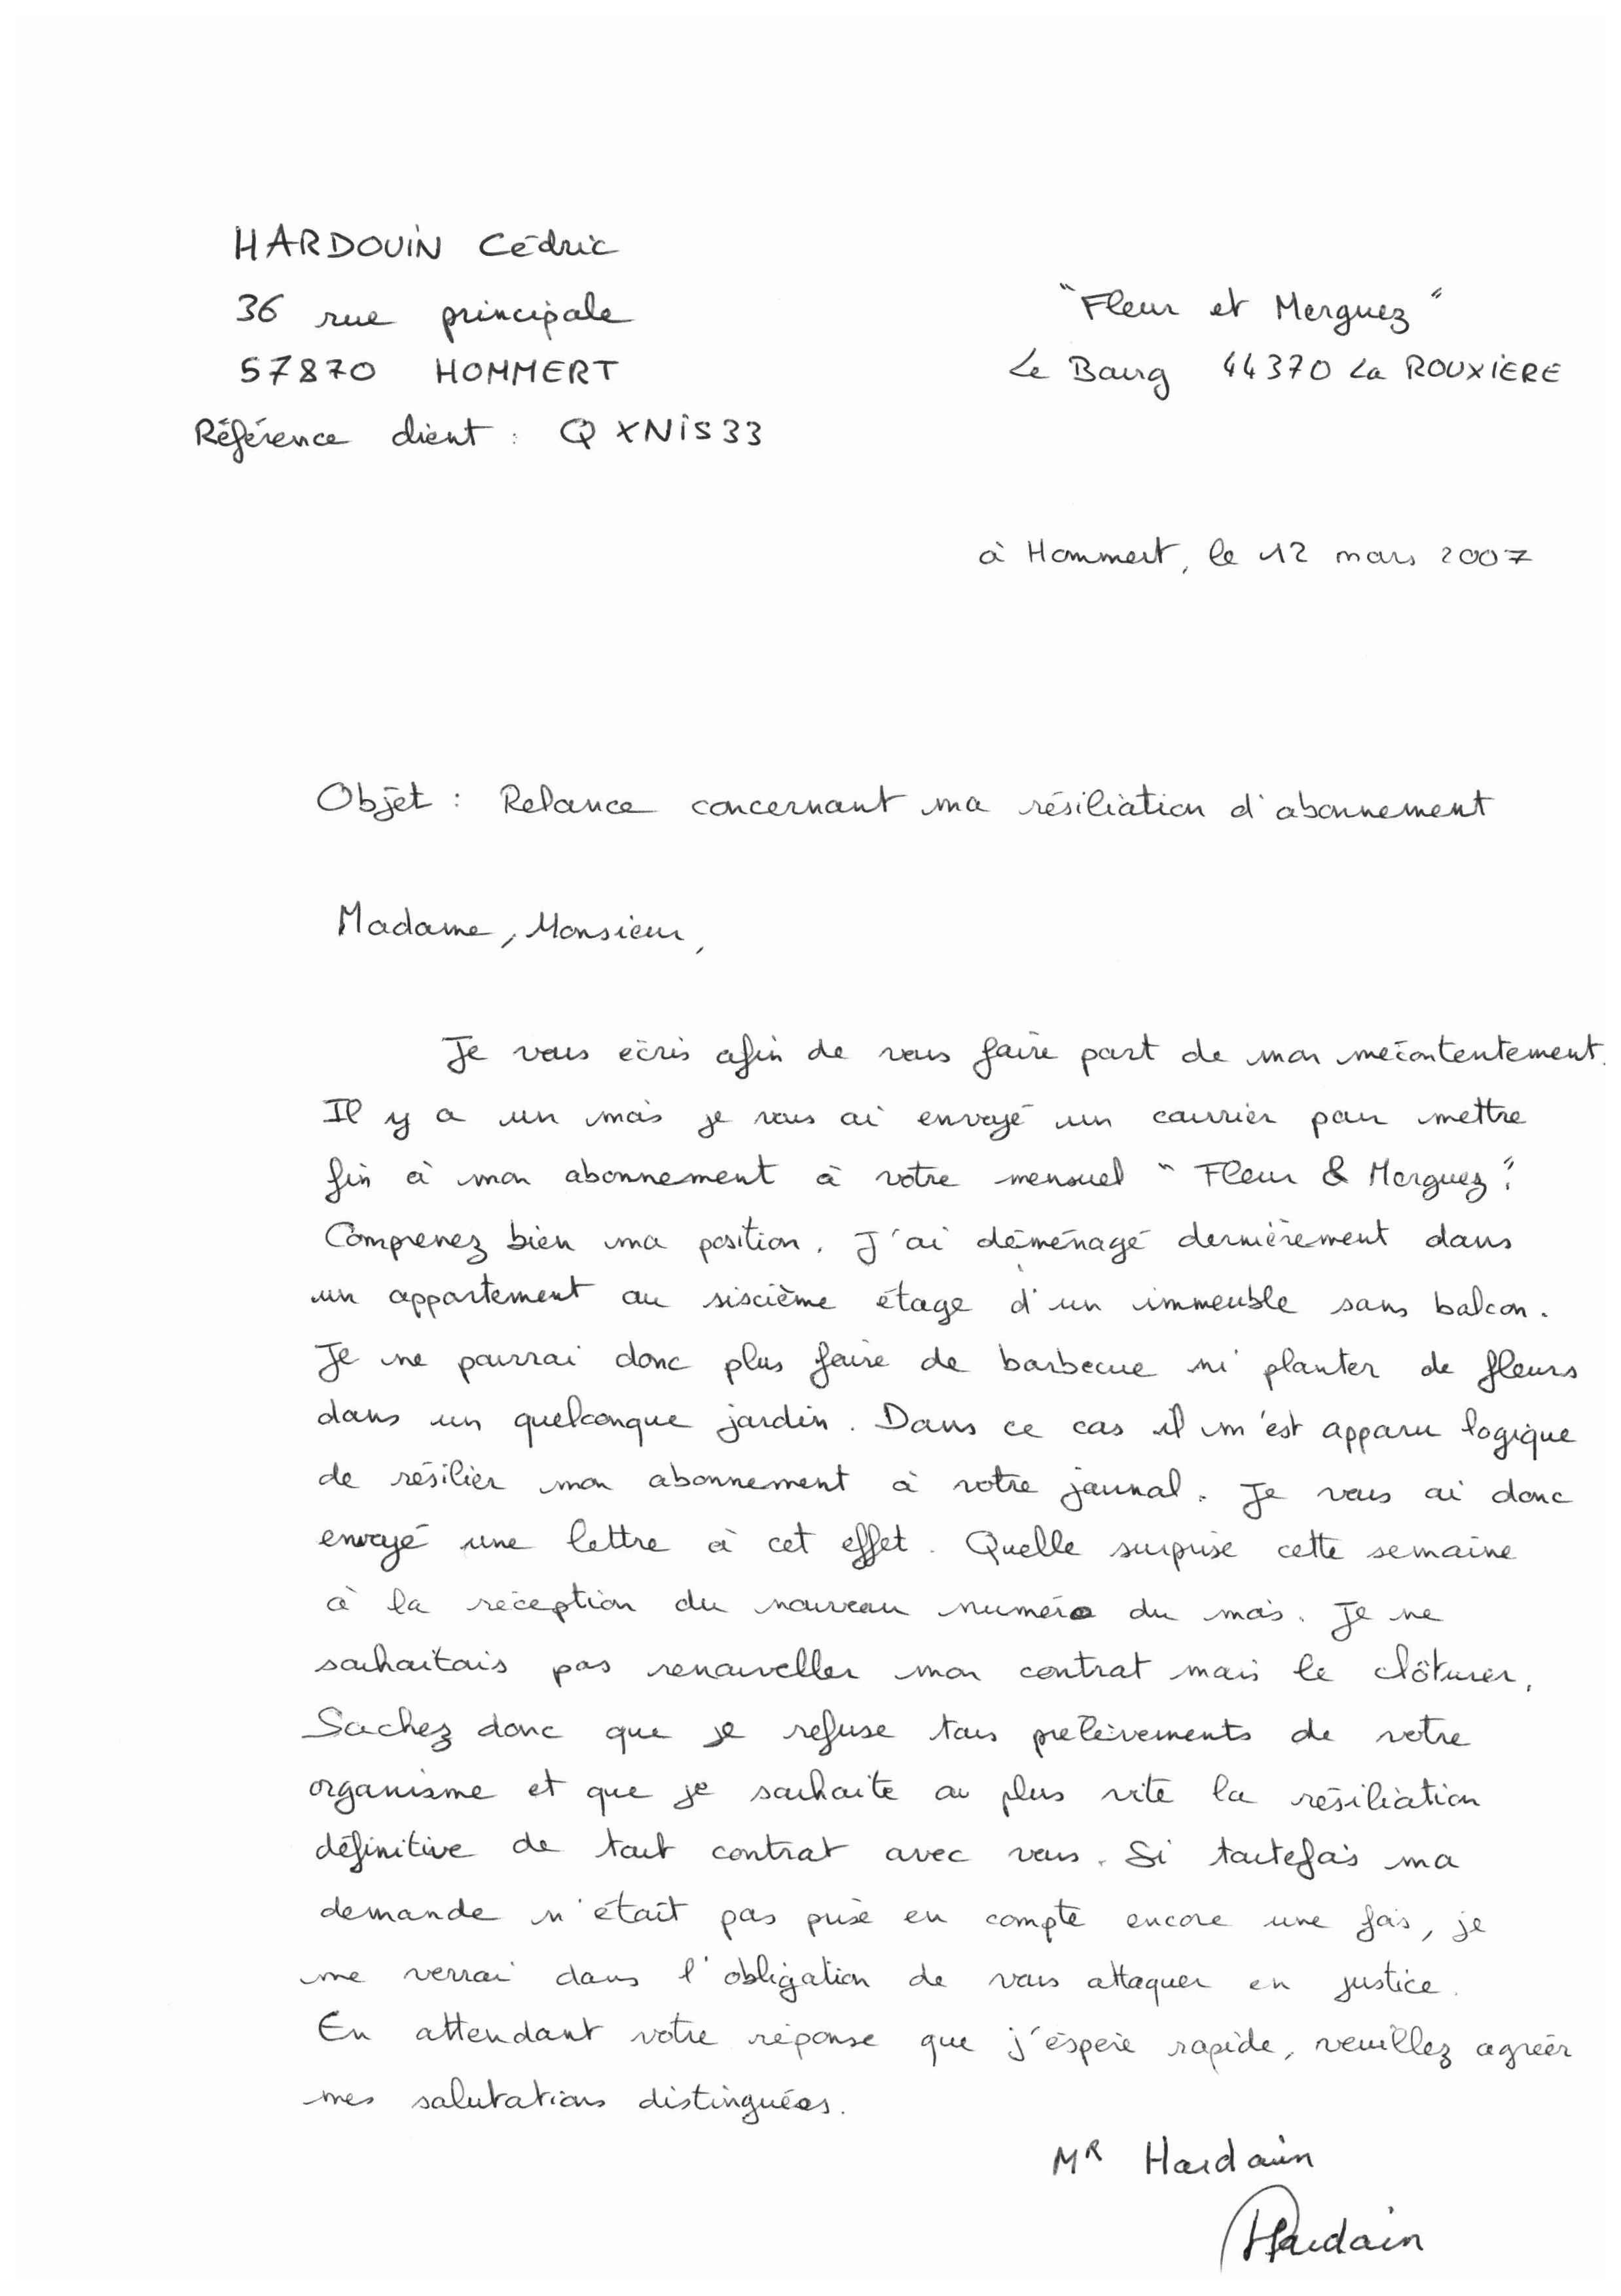 HARDOUIN Cédric
36 rue principale
57870 HOMMERT
Référence client : QXNIS33
"Fleur et Merguez"
Le Bourg 44370 La ROUXIERE
à Hommert, le 12 mars 2007
Objet : Relance concernant ma résiliation d'abonnement
Madame, Monsieur,
Je vous écris afin de vous faire part de mon mécontentement.
Il y a un mois je vous ai envoyé un courrier pour mettre
fin à mon abonnement à votre mensuel "Fleur & Merguez".
Comprenez bien ma position. J'ai déménagé dernièrement dans
un appartement au sixième étage d'un immeuble sans balcon.
Je ne pourrai donc plus faire de barbecue ni planter de fleurs
dans un quelconque jardin. Dans ce cas il m'est apparu logique
de résilier mon abonnement à votre journal. Je vous ai donc
envoyé une lettre à cet effet. Quelle surprise cette semaine
à la réception du nouveau numéro du mois. Je ne
souhaitais pas renouveller mon contrat mais le clôturer.
Sachez donc que je refuse tous prélèvements de votre
organisme et que je souhaite au plus vite la résiliation
définitive de tout contrat avec vous. Si toutefois ma
demande n'était pas prise en compte encore une fois, je
me verrai dans l'obligation de vous attaquer en justice.
En attendant votre réponse que j'éspère rapide, veuillez agréer
mes salutations distinguées.
MR Hardouin
Hardouin